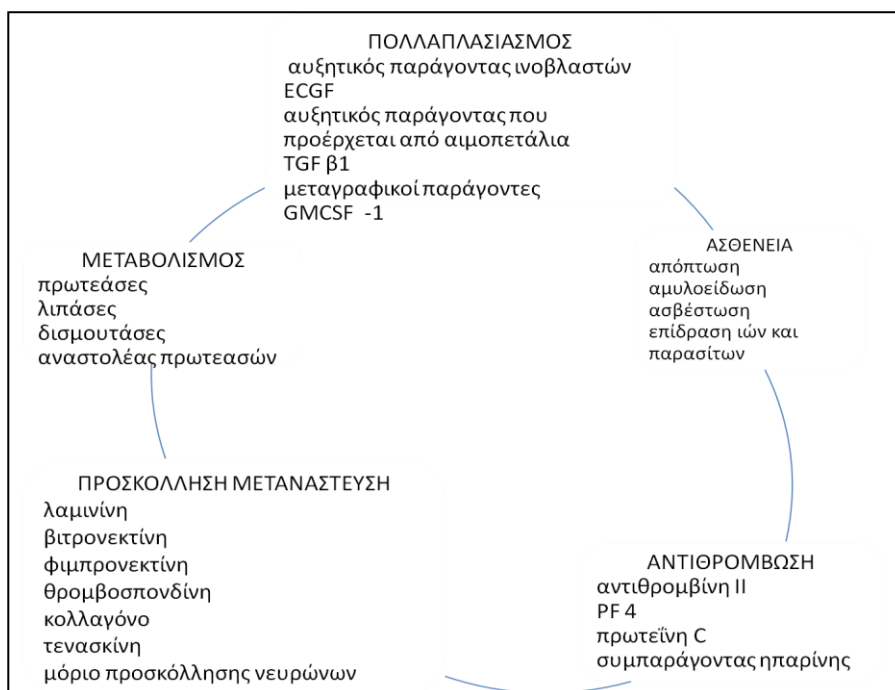 ΠΟΛΛΑΠΛΑΣΙΑΣΜΟΣ
αυξητικός παράγοντας ινοβλαστών
ECGF
αυξητικός παράγοντας που
προέρχεται από αιμοπετάλια
TGF β1
μεταγραφικοί παράγοντες
GMCSF -1
ΑΣΘΕΝΕΙΑ
απόπτωση
αμυλοείδωση
ασβέστωση
επίδραση ιών και
παρασίτων
ΑΝΤΙΘΡΟΜΒΩΣΗ
αντιθρομβίνη ΙΙ
PF 4
πρωτεΐνη C
συμπαράγοντας ηπαρίνης
ΠΡΟΣΚΟΛΛΗΣΗ ΜΕΤΑΝΑΣΤΕΥΣΗ
λαμινίνη
βιτρονεκτίνη
φιμπρονεκτίνη
θρομβοσπονδίνη
κολλαγόνο
τενασκίνη
μόριο προσκόλλησης νευρώνων
ΜΕΤΑΒΟΛΙΣΜΟΣ
πρωτεάσες
λιπάσες
δισμουτάσες
αναστολέας πρωτεασών